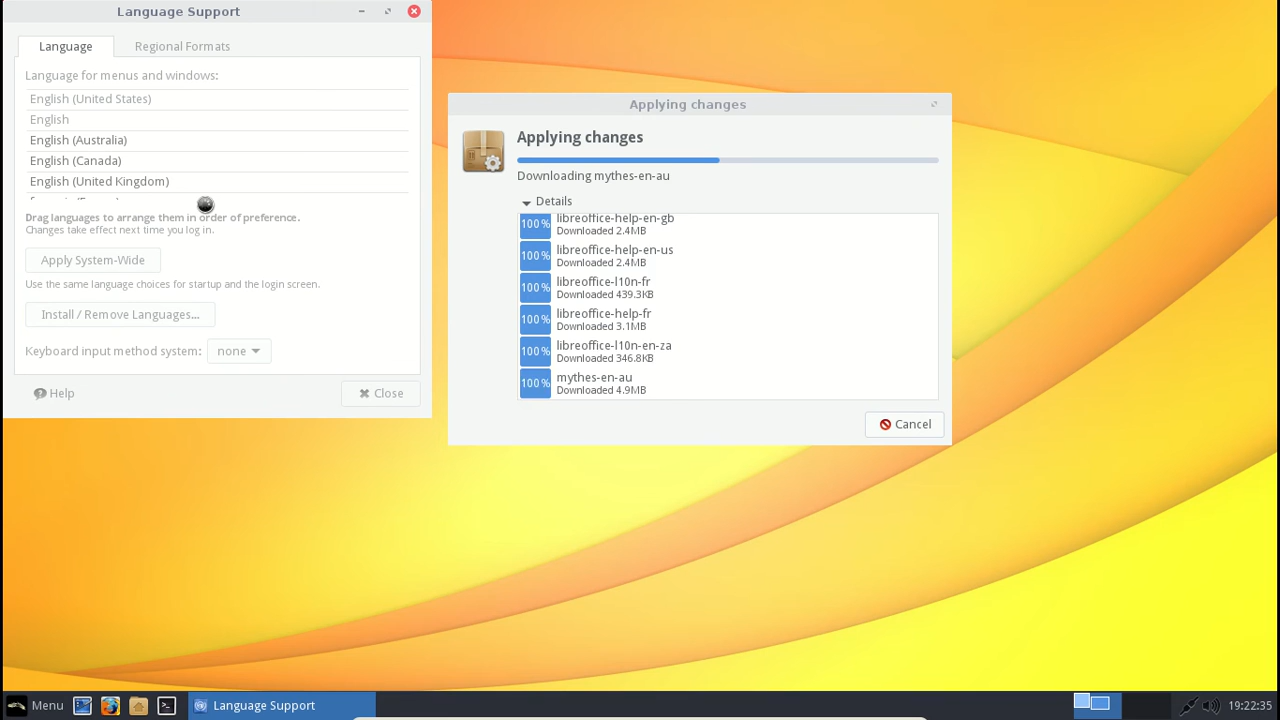 Language Support
Language
Regional Formats
Language for menus and windows:
English (United States)
English
English (Australia)
English (Canada)
English (United Kingdom)
Drag languages to arrange them in order of preference.
Changes take effect next time you log in.
Apply System-Wide
Use the same language choices for startup and the login screen.
Install / Remove Languages...
Keyboard input method system: none
Help
Close
Applying changes
Applying changes
Downloading mythes-en-au
Details
100% libreoffice-help-en-gb
Downloaded 2.4MB
100% libreoffice-help-en-us
Downloaded 2.4MB
100% libreoffice-l10n-fr
Downloaded 439.3KB
100% libreoffice-help-fr
Downloaded 3.1MB
100% libreoffice-l10n-en-za
Downloaded 346.8KB
100% mythes-en-au
Downloaded 4.9MB
Cancel
Menu
Language Support
19:22:35